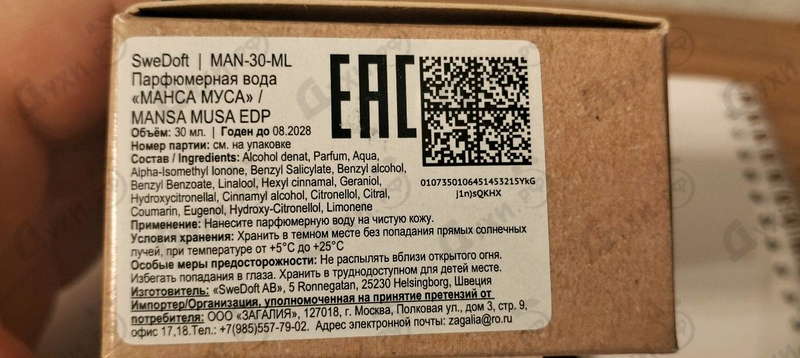 SweDoft | MAN-30-ML
Парфюмерная вода
«МАНСА МУСА» /
MANSA MUSA EDP
Объём: 30 мл. | Годен до 08.2028
Номер партии: см. на упаковке
Состав / Ingredients: Alcohol denat, Parfum, Aqua,
Alpha-Isomethyl Ionone, Benzyl Salicylate, Benzyl alcohol,
Benzyl Benzoate, Linalool, Hexyl cinnamal, Geraniol,
Hydroxycitronellal, Cinnamyl alcohol, Citronellol, Citral,
Coumarin, Eugenol, Hydroxy-Citronellol, Limonene
Применение: Нанесите парфюмерную воду на чистую кожу.
Условия хранения: Хранить в темном месте без попадания прямых солнечных
лучей, при температуре от +5°C до +25°C
Особые меры предосторожности: Не распылять вблизи открытого огня.
Избегать попадания в глаза. Хранить в труднодоступном для детей месте.
Изготовитель: «SweDoft AB», 5 Ronnegatan, 25230 Helsingborg, Швеция
Импортер/Организация, уполномоченная на принятие претензий от
потребителя: ООО «ЗАГАЛИЯ», 127018, г. Москва, Полковая ул., дом 3, стр. 9,
офис 17,18.Тел.: +7(985)557-79-02. Адрес электронной почты: zagalia@ro.ru
EAC
0107350106451453215YkG
j1n)sQKHX